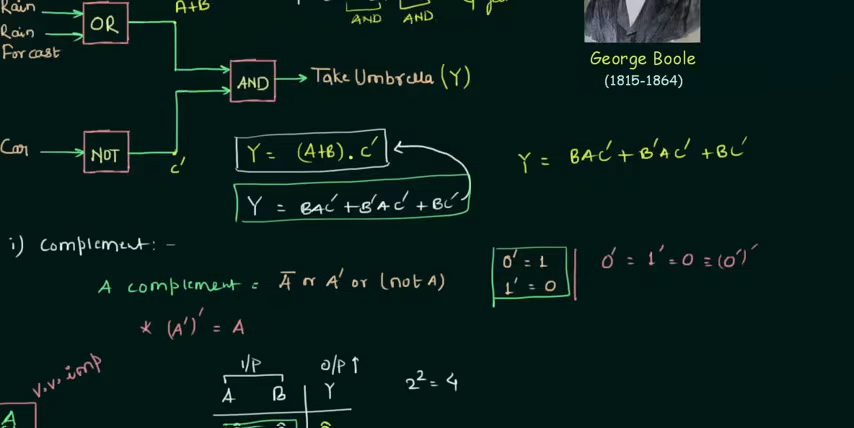 Rain
OR
A+B
AND AND
Rain
Forcast
George Boole
(1815-1864)
AND
Take Umbrella (Y)
Car
NOT
C'
Y = (A+B) . C'
Y = BAC' + B'AC' + BC'
Y = BAC' + B'AC' + BC'
i) Complement: -
A complement = A̅ or A' or (not A)
0' = 1
1' = 0
0' = 1' = 0 = (0')'
* (A')' = A
v.v.imp
I/P O/P ↑
A B Y
2² = 4
A